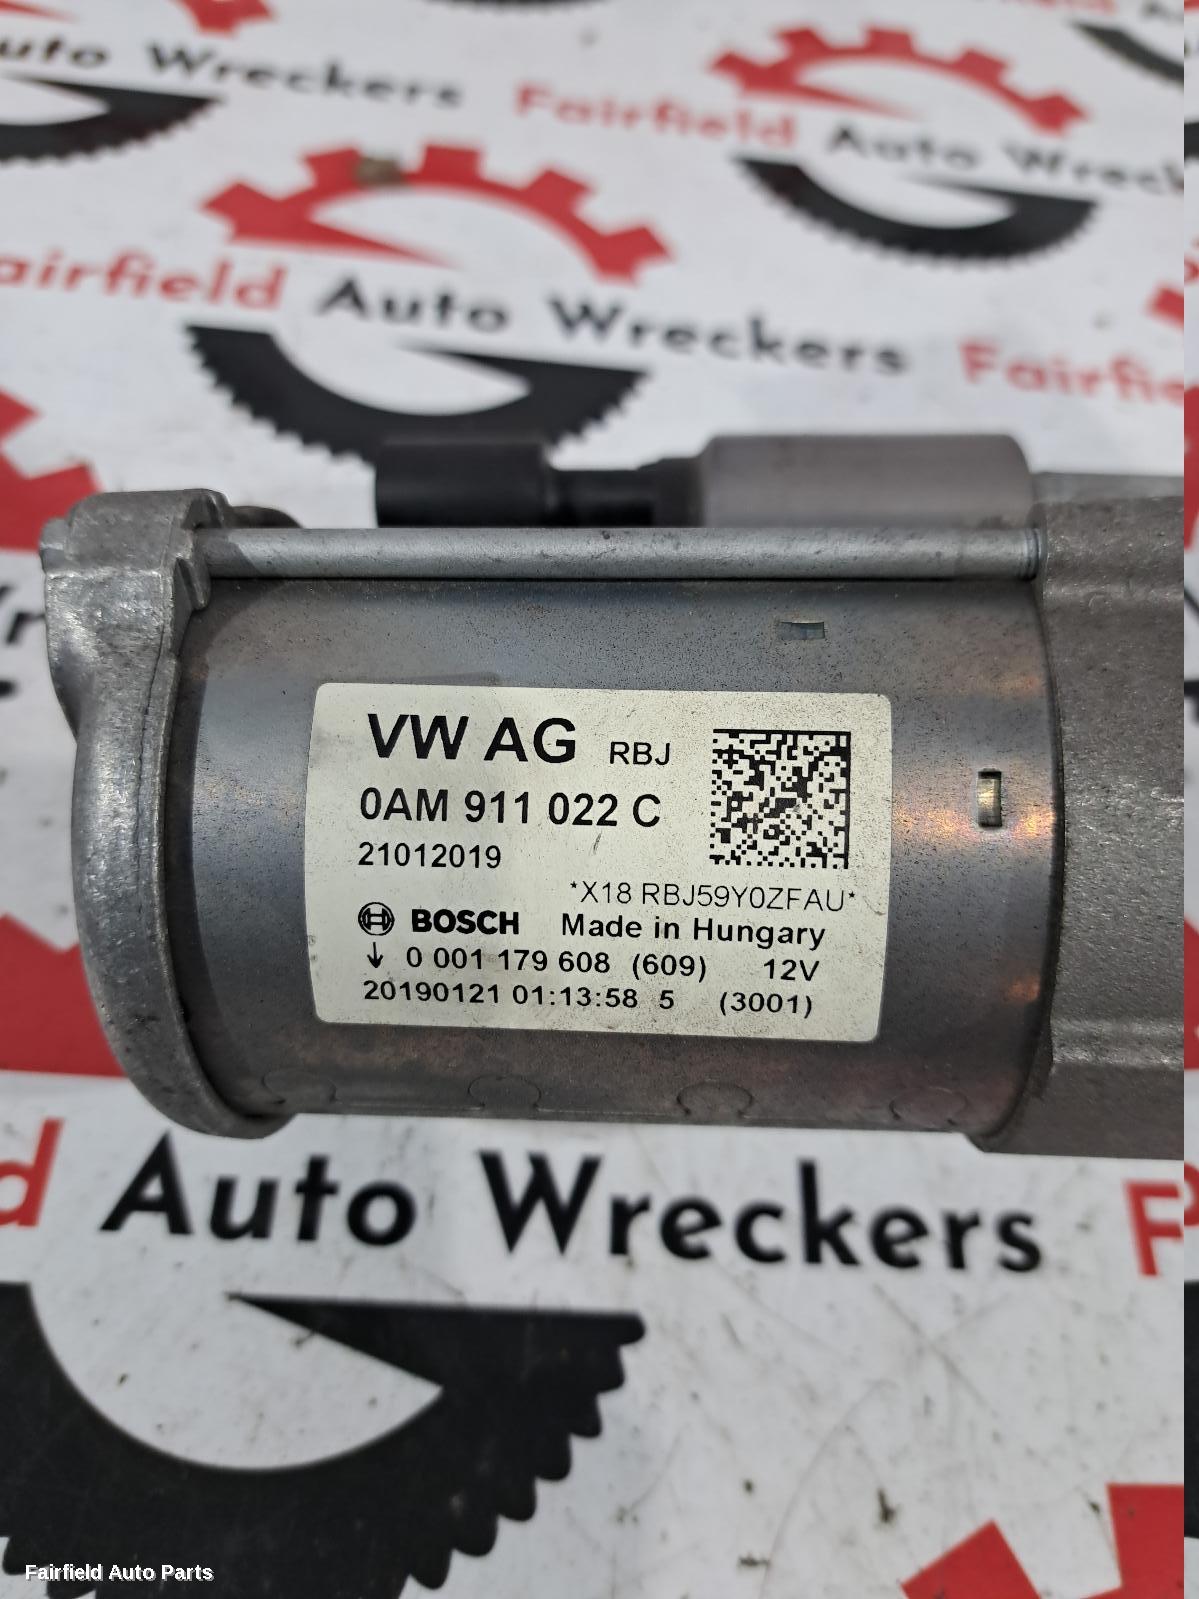 Auto Wreckers
Fairfield Auto Wreckers
Fairfield Auto Wreckers
Fairfield
VW AG RBJ
0AM 911 022 C
21012019
*X18 RBJ59Y0ZFAU*
BOSCH Made in Hungary
0 001 179 608 (609) 12V
20190121 01:13:58 5 (3001)
Auto Wreckers
Fairfield Auto Parts